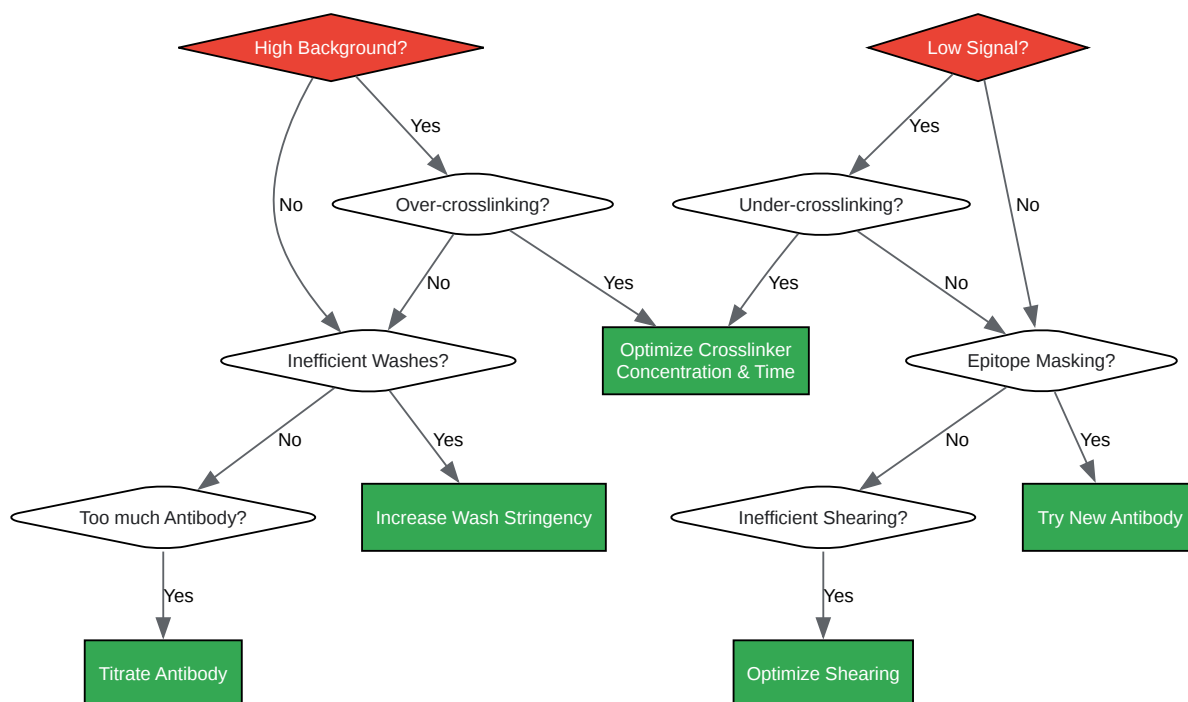 High Background?
Low Signal?
Yes
Yes
No
No
Over-crosslinking?
Under-crosslinking?
No
Yes
Yes
No
Inefficient Washes?
Optimize Crosslinker
Concentration & Time
Epitope Masking?
No
Yes
No
Yes
Too much Antibody?
Increase Wash Stringency
Inefficient Shearing?
Try New Antibody
Yes
Yes
Titrate Antibody
Optimize Shearing